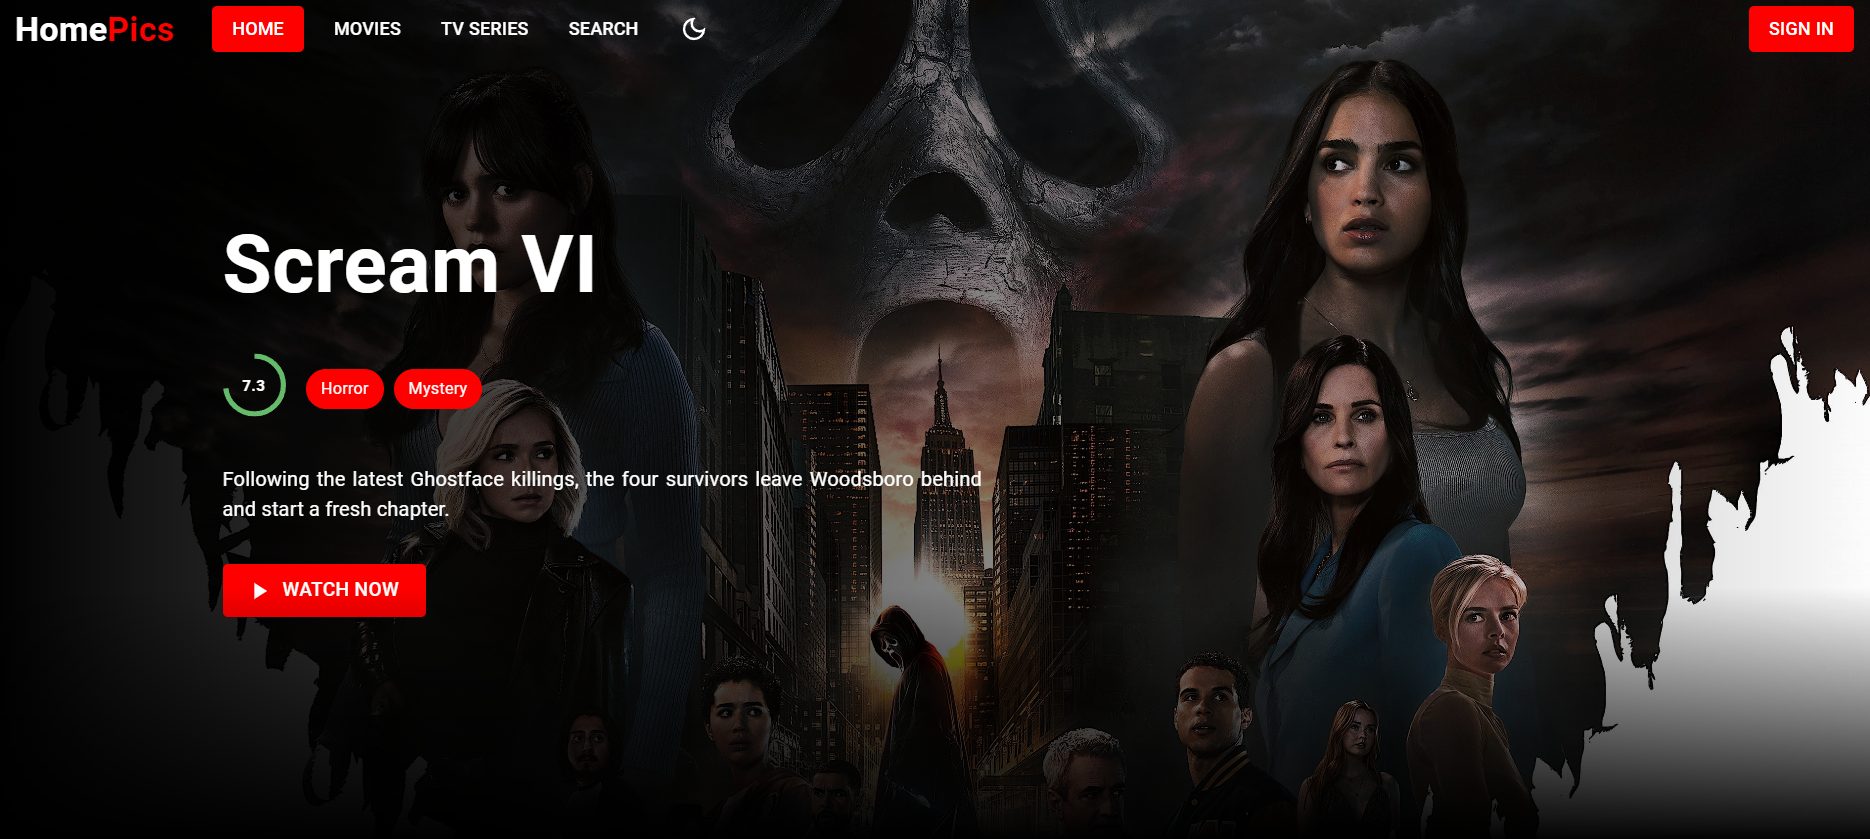 HomePics
HOME
MOVIES
TV SERIES
SEARCH
SIGN IN
Scream VI
7.3
Horror
Mystery
Following the latest Ghostface killings, the four survivors leave Woodsboro behind
and start a fresh chapter.
WATCH NOW